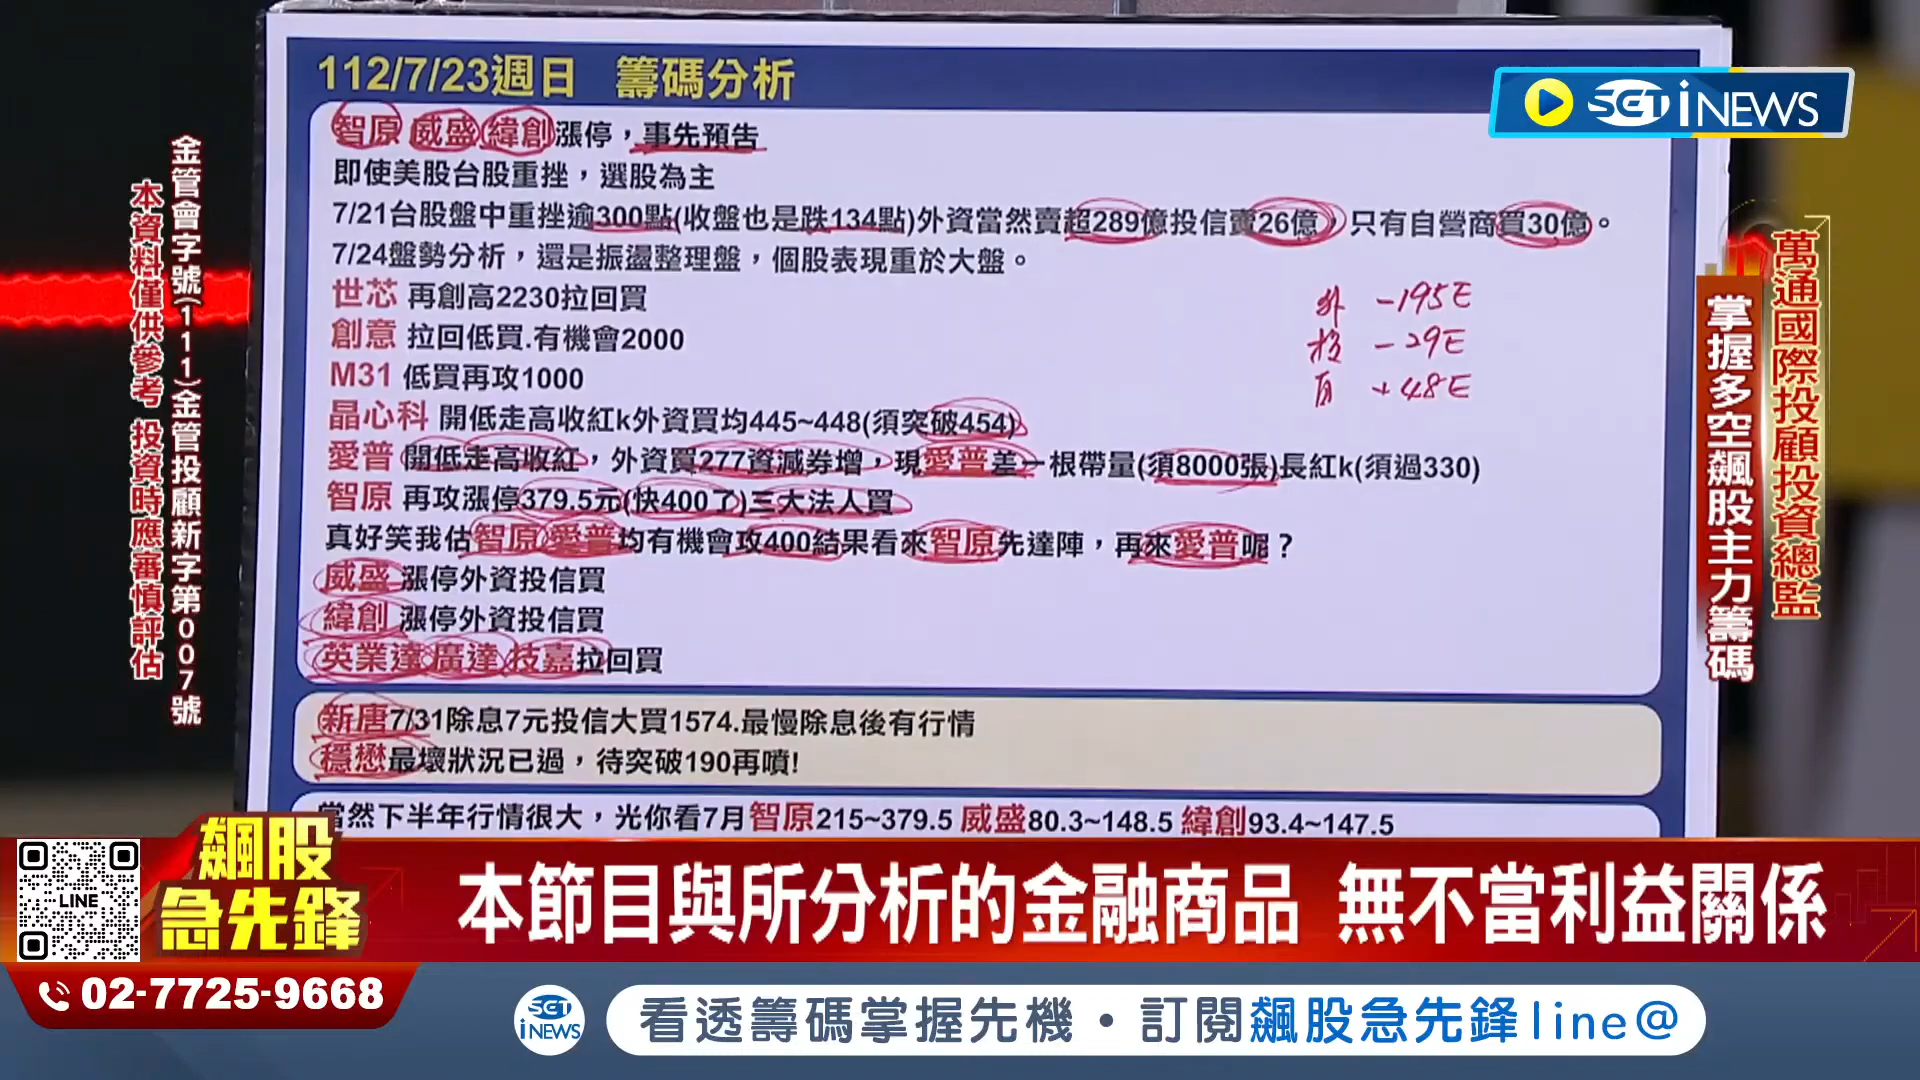 112/7/23週日 籌碼分析
智原 威盛 緯創漲停，事先預告
即使美股台股重挫，選股為主
7/21台股盤中重挫逾300點(收盤也是跌134點)外資當然賣超289億投信賣26億，只有自營商買30億。
7/24盤勢分析，還是振盪整理盤，個股表現重於大盤。
世芯 再創高2230拉回買
創意 拉回低買.有機會2000
M31 低買再攻1000
晶心科 開低走高收紅k外資買均445~448(須突破454)
愛普 開低走高收紅，外資買277資減券增，現愛普差一根帶量(須8000張)長紅k(須過330)
智原 再攻漲停379.5元(快400了)三大法人買
真好笑我估智原愛普均有機會攻400結果看來智原先達陣，再來愛普呢？
威盛 漲停外資投信買
緯創 漲停外資投信買
英業達 廣達 技嘉拉回買
外 -195E
投 -29E
自 +48E
新唐7/31除息7元投信大買1574.最慢除息後有行情
穩懋最壞狀況已過，待突破190再噴!
當然下半年行情很大，光你看7月智原215~379.5 威盛80.3~148.5 緯創93.4~147.5
SETiNEWS
金管會字號(111)金管投顧新字第007號
本資料僅供參考 投資時應審慎評估
萬通國際投顧投資總監
掌握多空飆股主力籌碼
LINE
飆股急先鋒
本節目與所分析的金融商品 無不當利益關係
02-7725-9668
SETiNEWS
看透籌碼掌握先機・訂閱飆股急先鋒line@